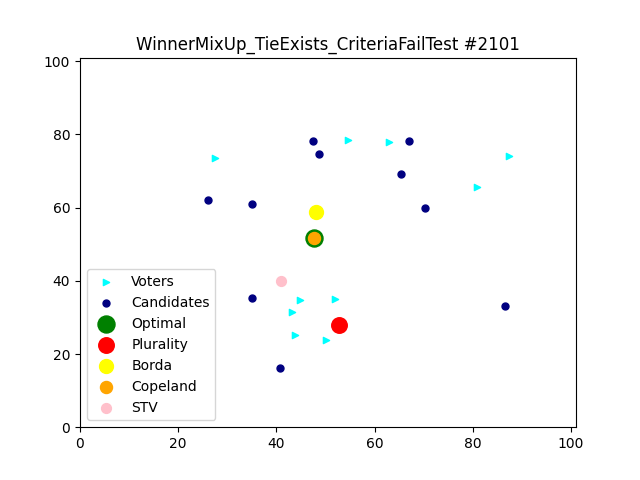 WinnerMixUp_TieExists_CriteriaFailTest #2101
100
80
60
40
20
0
Voters
Candidates
Optimal
Plurality
Borda
Copeland
STV
0 20 40 60 80 100